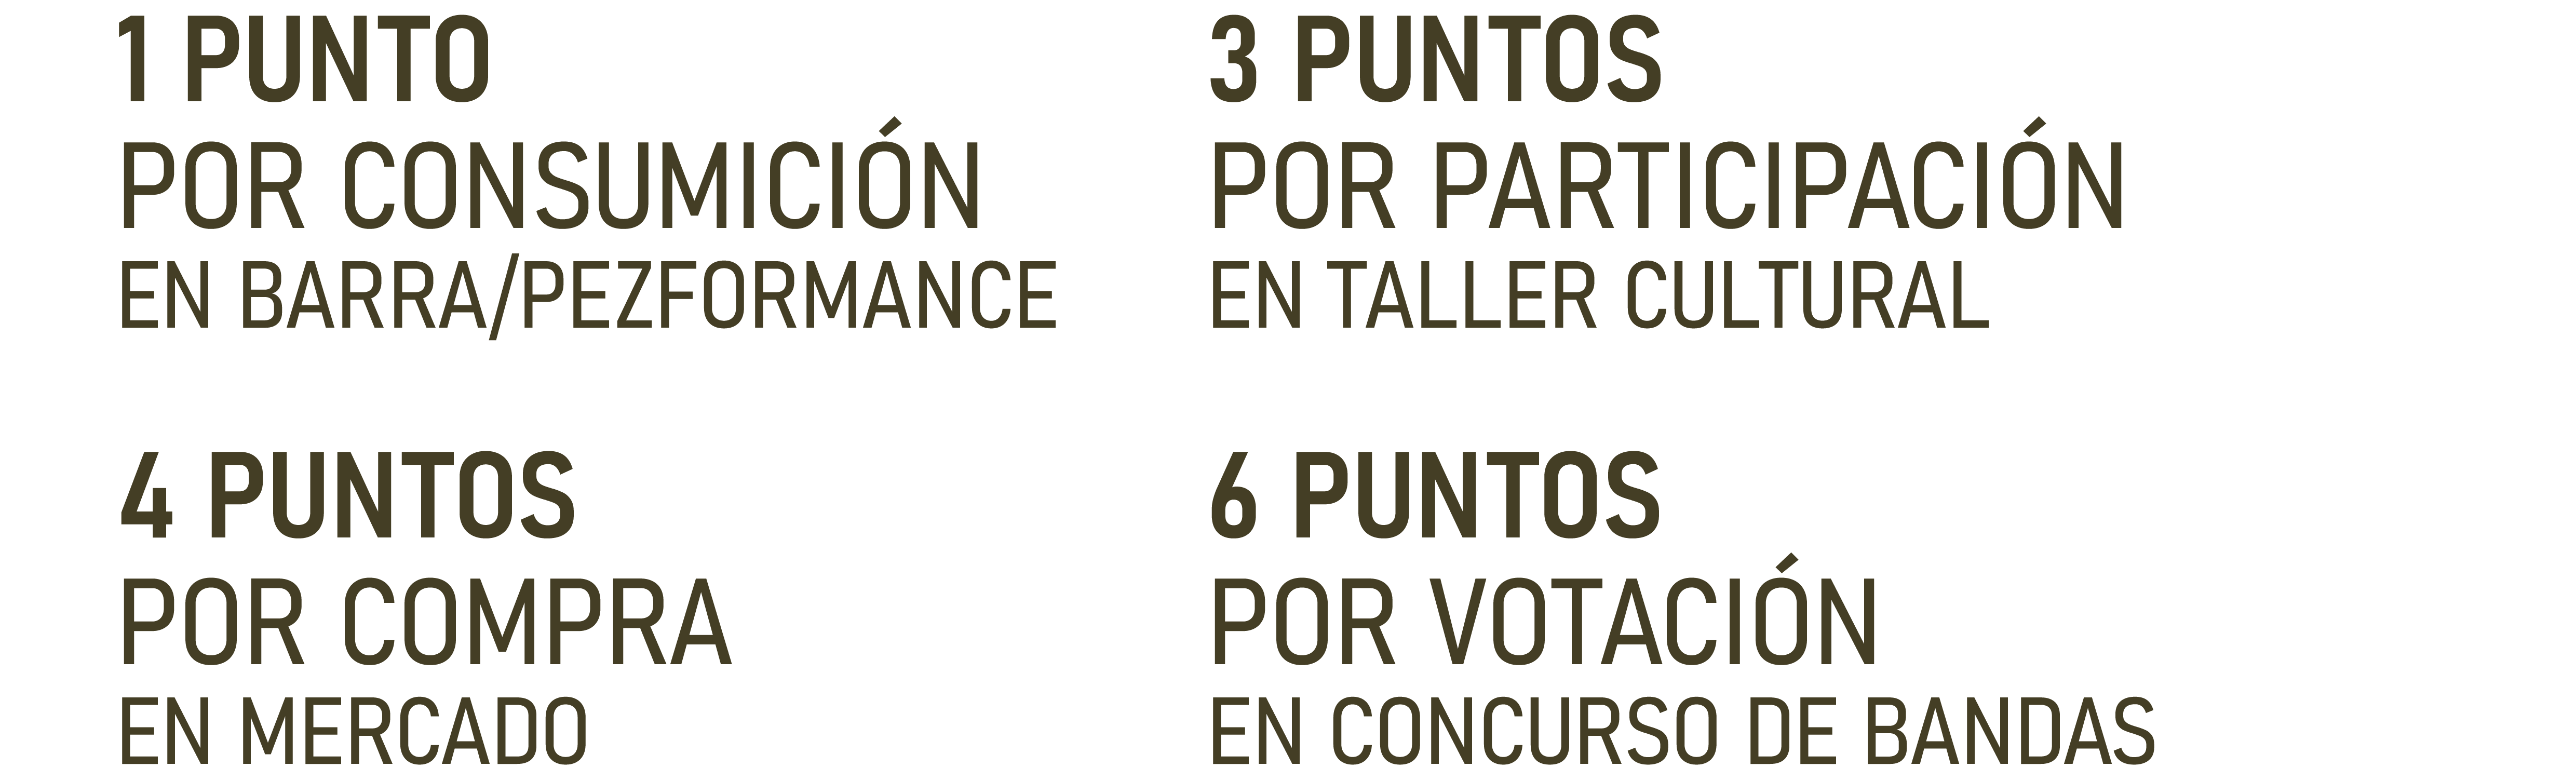 1 PUNTO
POR CONSUMICIÓN
EN BARRA/PEZFORMANCE
3 PUNTOS
POR PARTICIPACIÓN
EN TALLER CULTURAL
4 PUNTOS
POR COMPRA
EN MERCADO
6 PUNTOS
POR VOTACIÓN
EN CONCURSO DE BANDAS